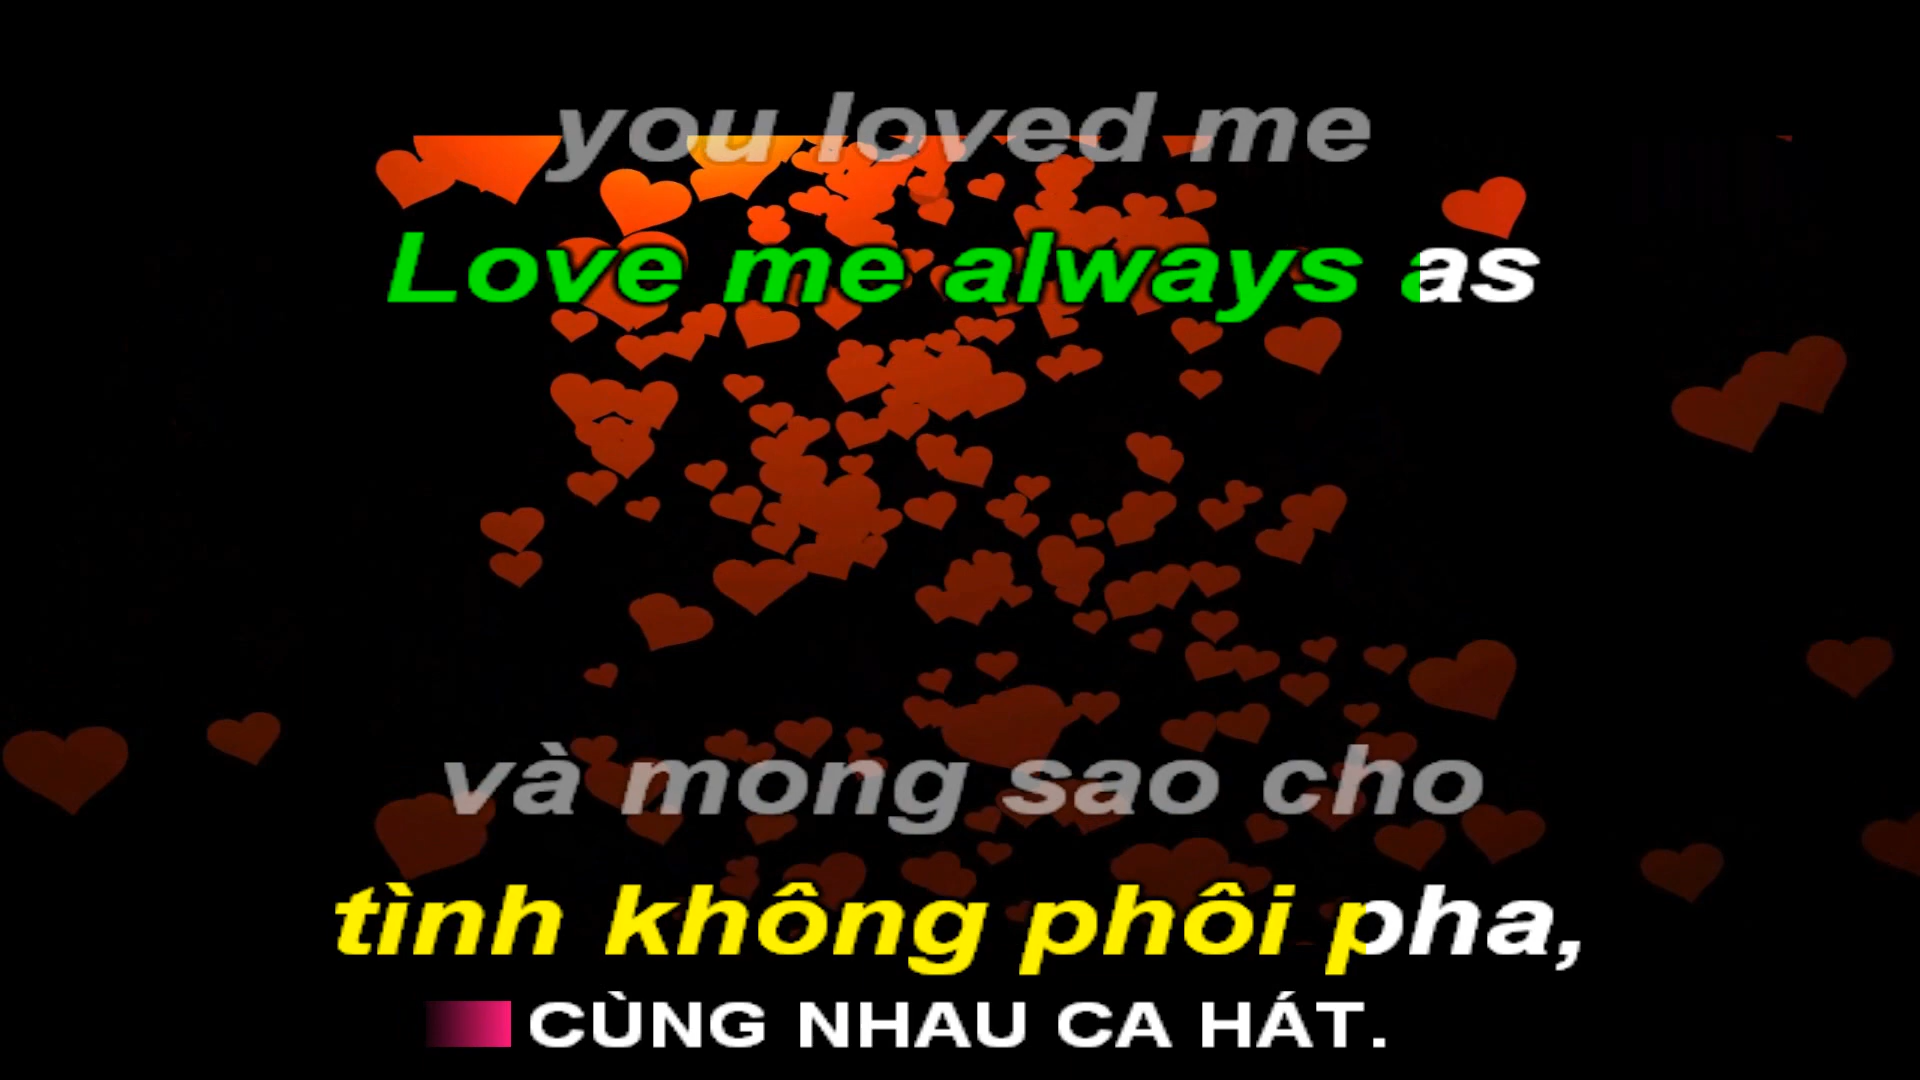 you loved me
Love me always as
và mong sao cho
tình không phôi pha,
CÙNG NHAU CA HÁT.